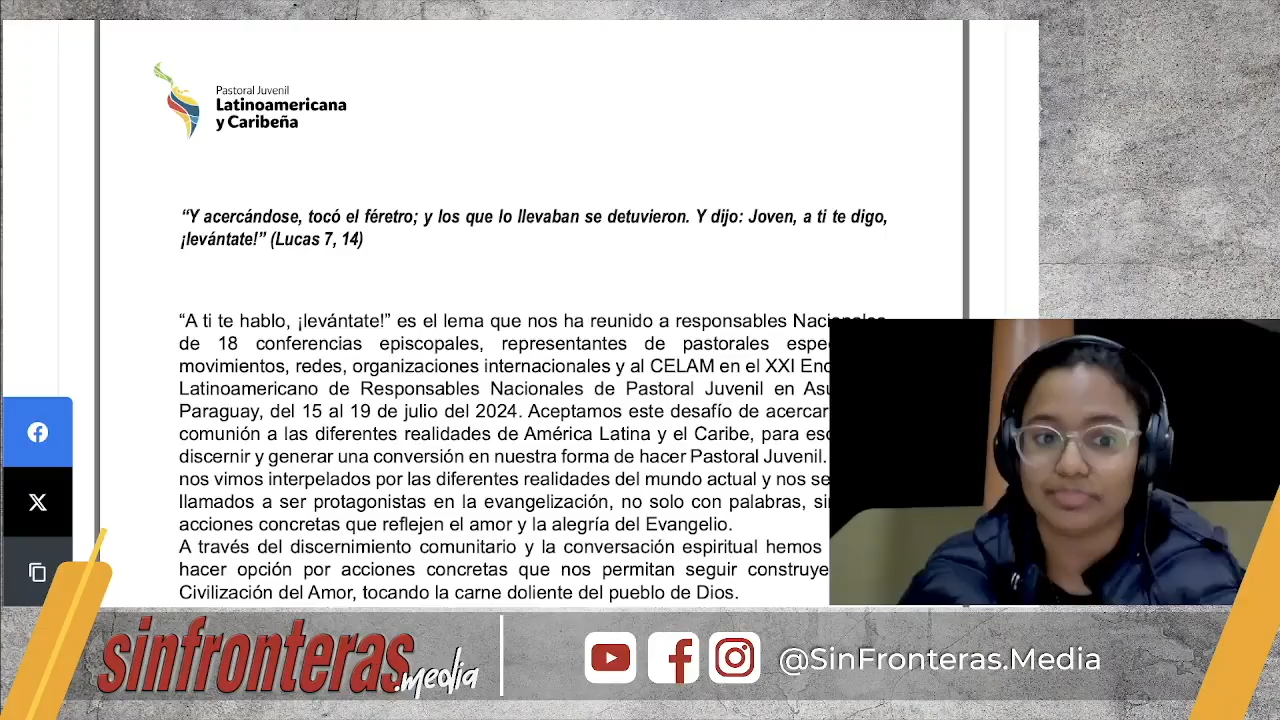 Pastoral Juvenil
Latinoamericana
y Caribeña
“Y acercándose, tocó el féretro; y los que lo llevaban se detuvieron. Y dijo: Joven, a ti te digo,
¡levántate!” (Lucas 7, 14)
“A ti te hablo, ¡levántate!” es el lema que nos ha reunido a responsables Nacionales
de 18 conferencias episcopales, representantes de pastorales
movimientos, redes, organizaciones internacionales y al CELAM en el XXI
Latinoamericano de Responsables Nacionales de Pastoral Juvenil en
Paraguay, del 15 al 19 de julio del 2024. Aceptamos este desafío de
comunión a las diferentes realidades de América Latina y el Caribe, para
discernir y generar una conversión en nuestra forma de hacer Pastoral Juvenil.
nos vimos interpelados por las diferentes realidades del mundo actual y nos
llamados a ser protagonistas en la evangelización, no solo con palabras,
acciones concretas que reflejen el amor y la alegría del Evangelio.
A través del discernimiento comunitario y la conversación espiritual hemos
hacer opción por acciones concretas que nos permitan seguir
Civilización del Amor, tocando la carne doliente del pueblo de Dios.
sinfronteras.media
@SinFronteras.Media